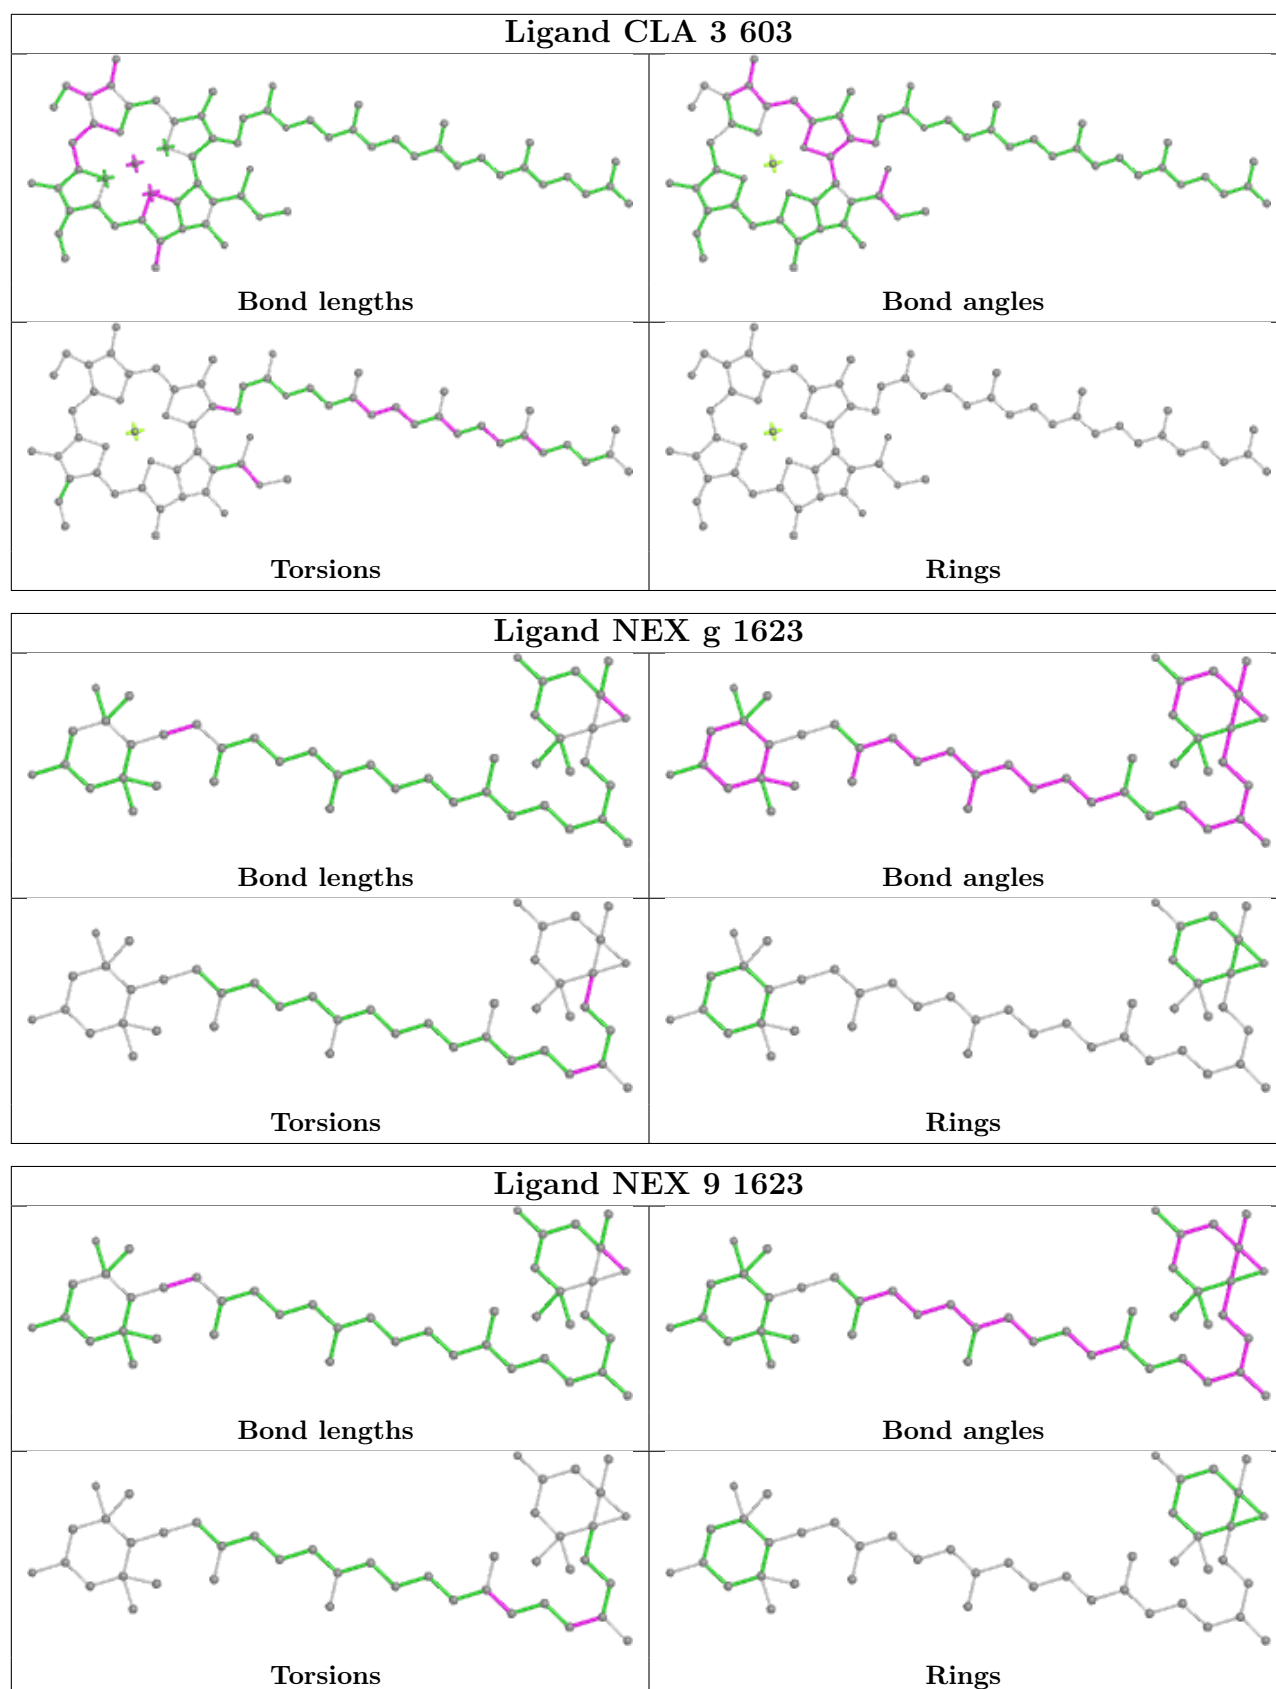 Ligand CLA 3 603
Bond lengths
Bond angles
Torsions
Rings
Ligand NEX g 1623
Bond lengths
Bond angles
Torsions
Rings
Ligand NEX 9 1623
Bond lengths
Bond angles
Torsions
Rings